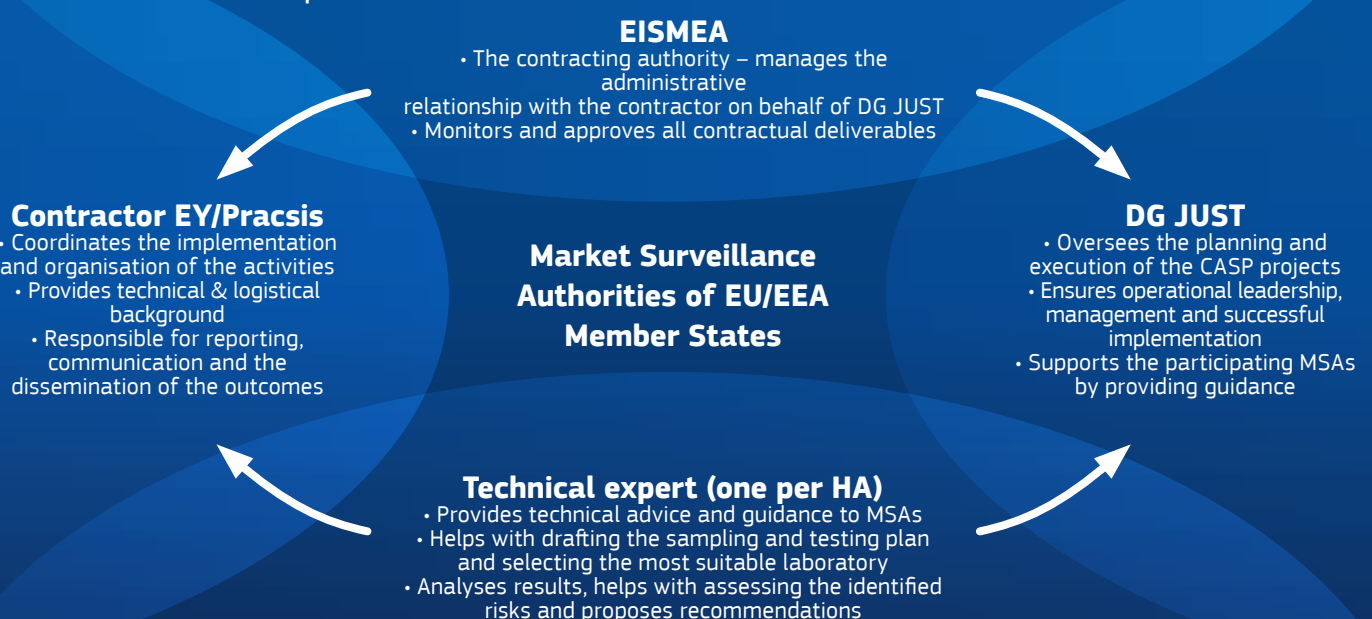 EISMEA
• The contracting authority – manages the
administrative
relationship with the contractor on behalf of DG JUST
• Monitors and approves all contractual deliverables
Contractor EY/Pracsis
• Coordinates the implementation
and organisation of the activities
• Provides technical & logistical
background
• Responsible for reporting,
communication and the
dissemination of the outcomes
Market Surveillance
Authorities of EU/EEA
Member States
DG JUST
• Oversees the planning and
execution of the CASP projects
• Ensures operational leadership,
management and successful
implementation
• Supports the participating MSAs
by providing guidance
Technical expert (one per HA)
• Provides technical advice and guidance to MSAs
• Helps with drafting the sampling and testing plan
and selecting the most suitable laboratory
• Analyses results, helps with assessing the identified
risks and proposes recommendations